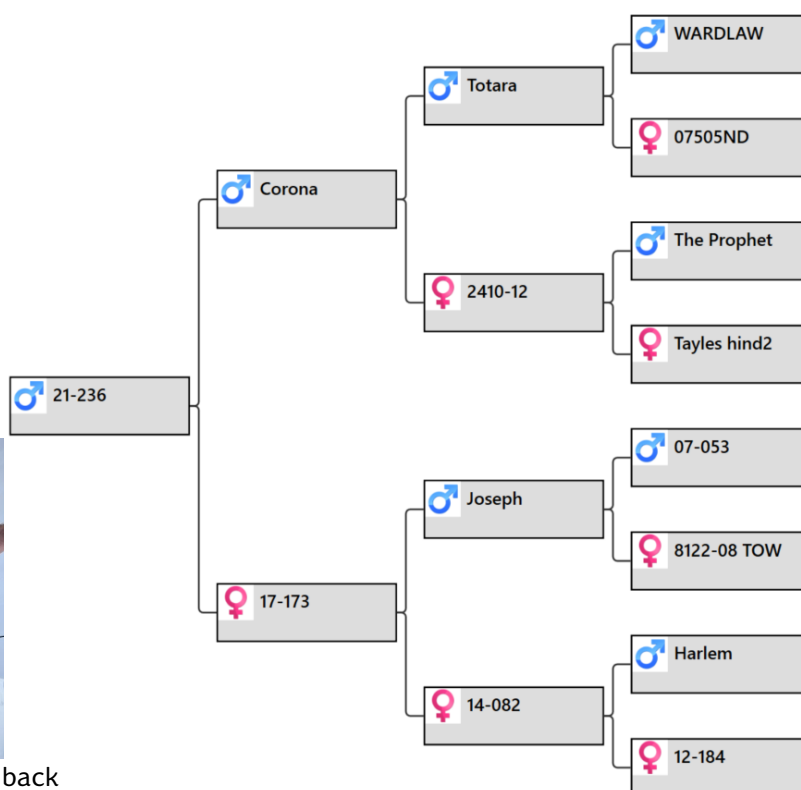 WARDLAW
Totara
07505ND
Corona
The Prophet
2410-12
Tayles hind2
21-236
07-053
Joseph
8122-08 TOW
17-173
Harlem
14-082
12-184
back